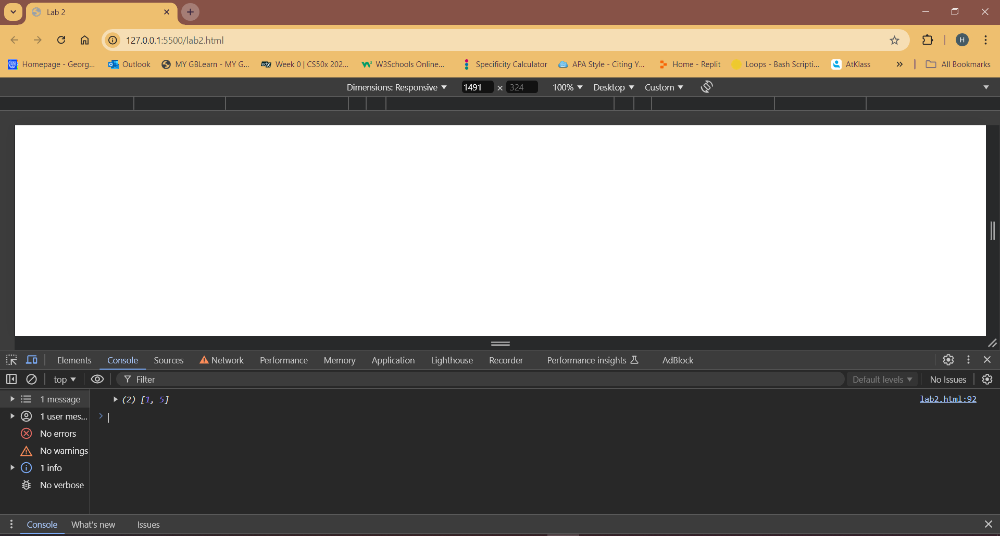 Lab 2
127.0.0.1:5500/lab2.html
H
Homepage - Georg... Outlook MY GBLearn - MY G... edX Week 0 | CS50x 202... W3Schools Online... Specificity Calculator APA Style - Citing Y... Home - Replit Loops - Bash Scripti... AtKlass » All Bookmarks
Dimensions: Responsive 1491 × 324 100% Desktop Custom
Elements Console Sources Network Performance Memory Application Lighthouse Recorder Performance insights AdBlock
top Filter Default levels No Issues
1 message
(2) [1, 5] lab2.html:92
1 user mes...
No errors
No warnings
1 info
No verbose
Console What's new Issues